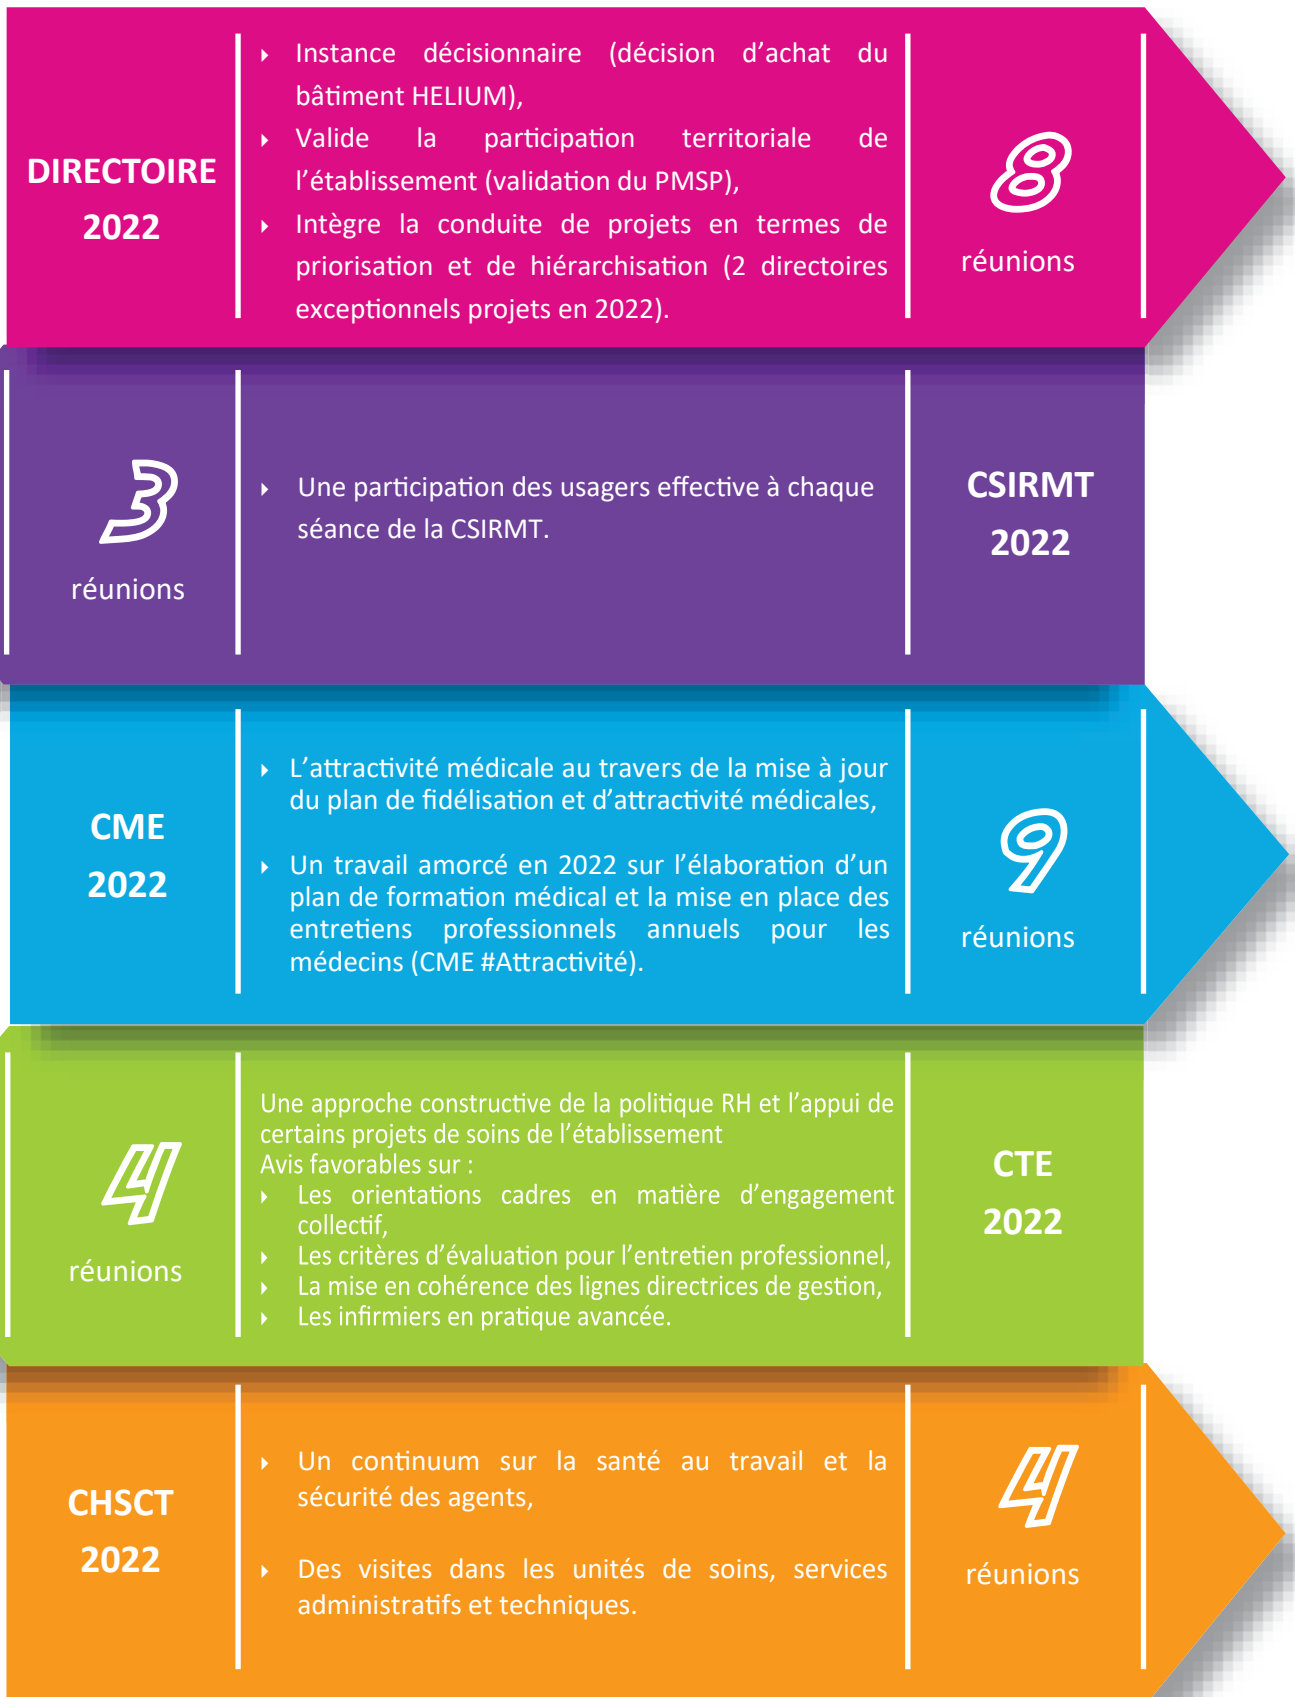 DIRECTOIRE
2022
Instance décisionnaire (décision d’achat du
bâtiment HELIUM),
Valide la participation territoriale de
l’établissement (validation du PMSP),
Intègre la conduite de projets en termes de
priorisation et de hiérarchisation (2 directoires
exceptionnels projets en 2022).
8
réunions
3
réunions
Une participation des usagers effective à chaque
séance de la CSIRMT.
CSIRMT
2022
CME
2022
L’attractivité médicale au travers de la mise à jour
du plan de fidélisation et d’attractivité médicales,
Un travail amorcé en 2022 sur l’élaboration d’un
plan de formation médical et la mise en place des
entretiens professionnels annuels pour les
médecins (CME #Attractivité).
9
réunions
4
réunions
Une approche constructive de la politique RH et l’appui de
certains projets de soins de l’établissement
Avis favorables sur :
Les orientations cadres en matière d’engagement
collectif,
Les critères d’évaluation pour l’entretien professionnel,
La mise en cohérence des lignes directrices de gestion,
Les infirmiers en pratique avancée.
CTE
2022
CHSCT
2022
Un continuum sur la santé au travail et la
sécurité des agents,
Des visites dans les unités de soins, services
administratifs et techniques.
4
réunions